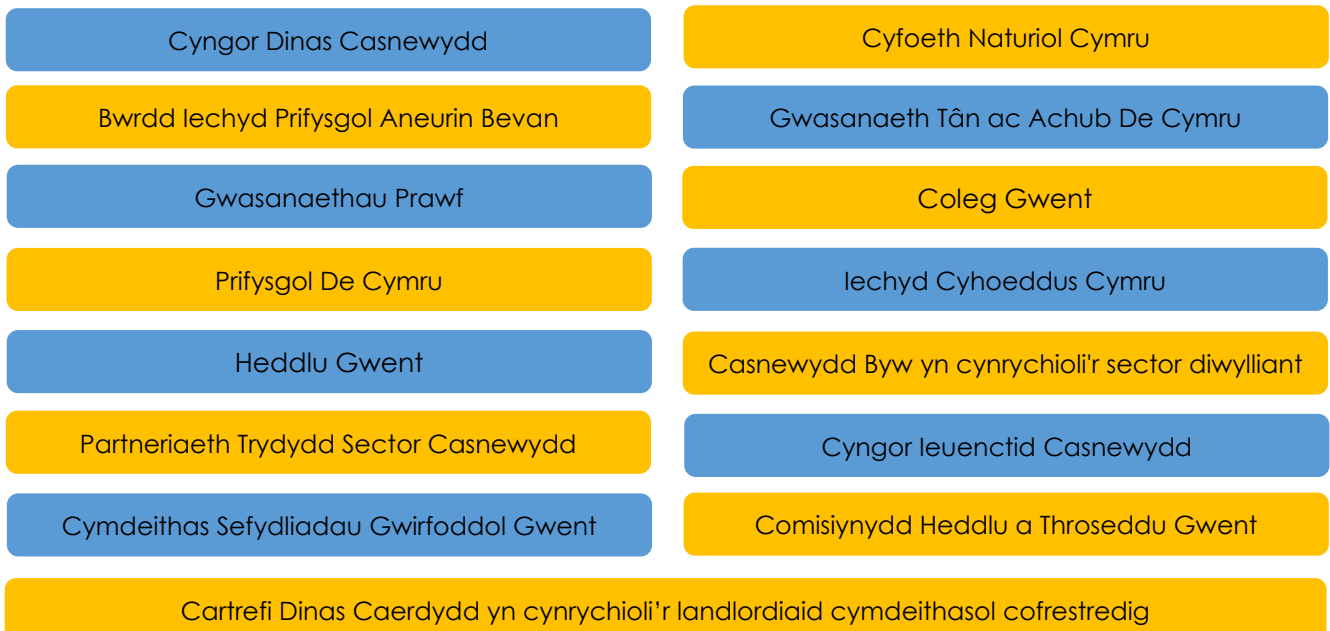 Cyngor Dinas Casnewydd
Cyfoeth Naturiol Cymru
Bwrdd Iechyd Prifysgol Aneurin Bevan
Gwasanaeth Tân ac Achub De Cymru
Gwasanaethau Prawf
Coleg Gwent
Prifysgol De Cymru
Iechyd Cyhoeddus Cymru
Heddlu Gwent
Casnewydd Byw yn cynrychioli'r sector diwylliant
Partneriaeth Trydydd Sector Casnewydd
Cyngor Ieuenctid Casnewydd
Cymdeithas Sefydliadau Gwirfoddol Gwent
Comisiynydd Heddlu a Throseddu Gwent
Cartrefi Dinas Caerdydd yn cynrychioli’r landlordiaid cymdeithasol cofrestredig